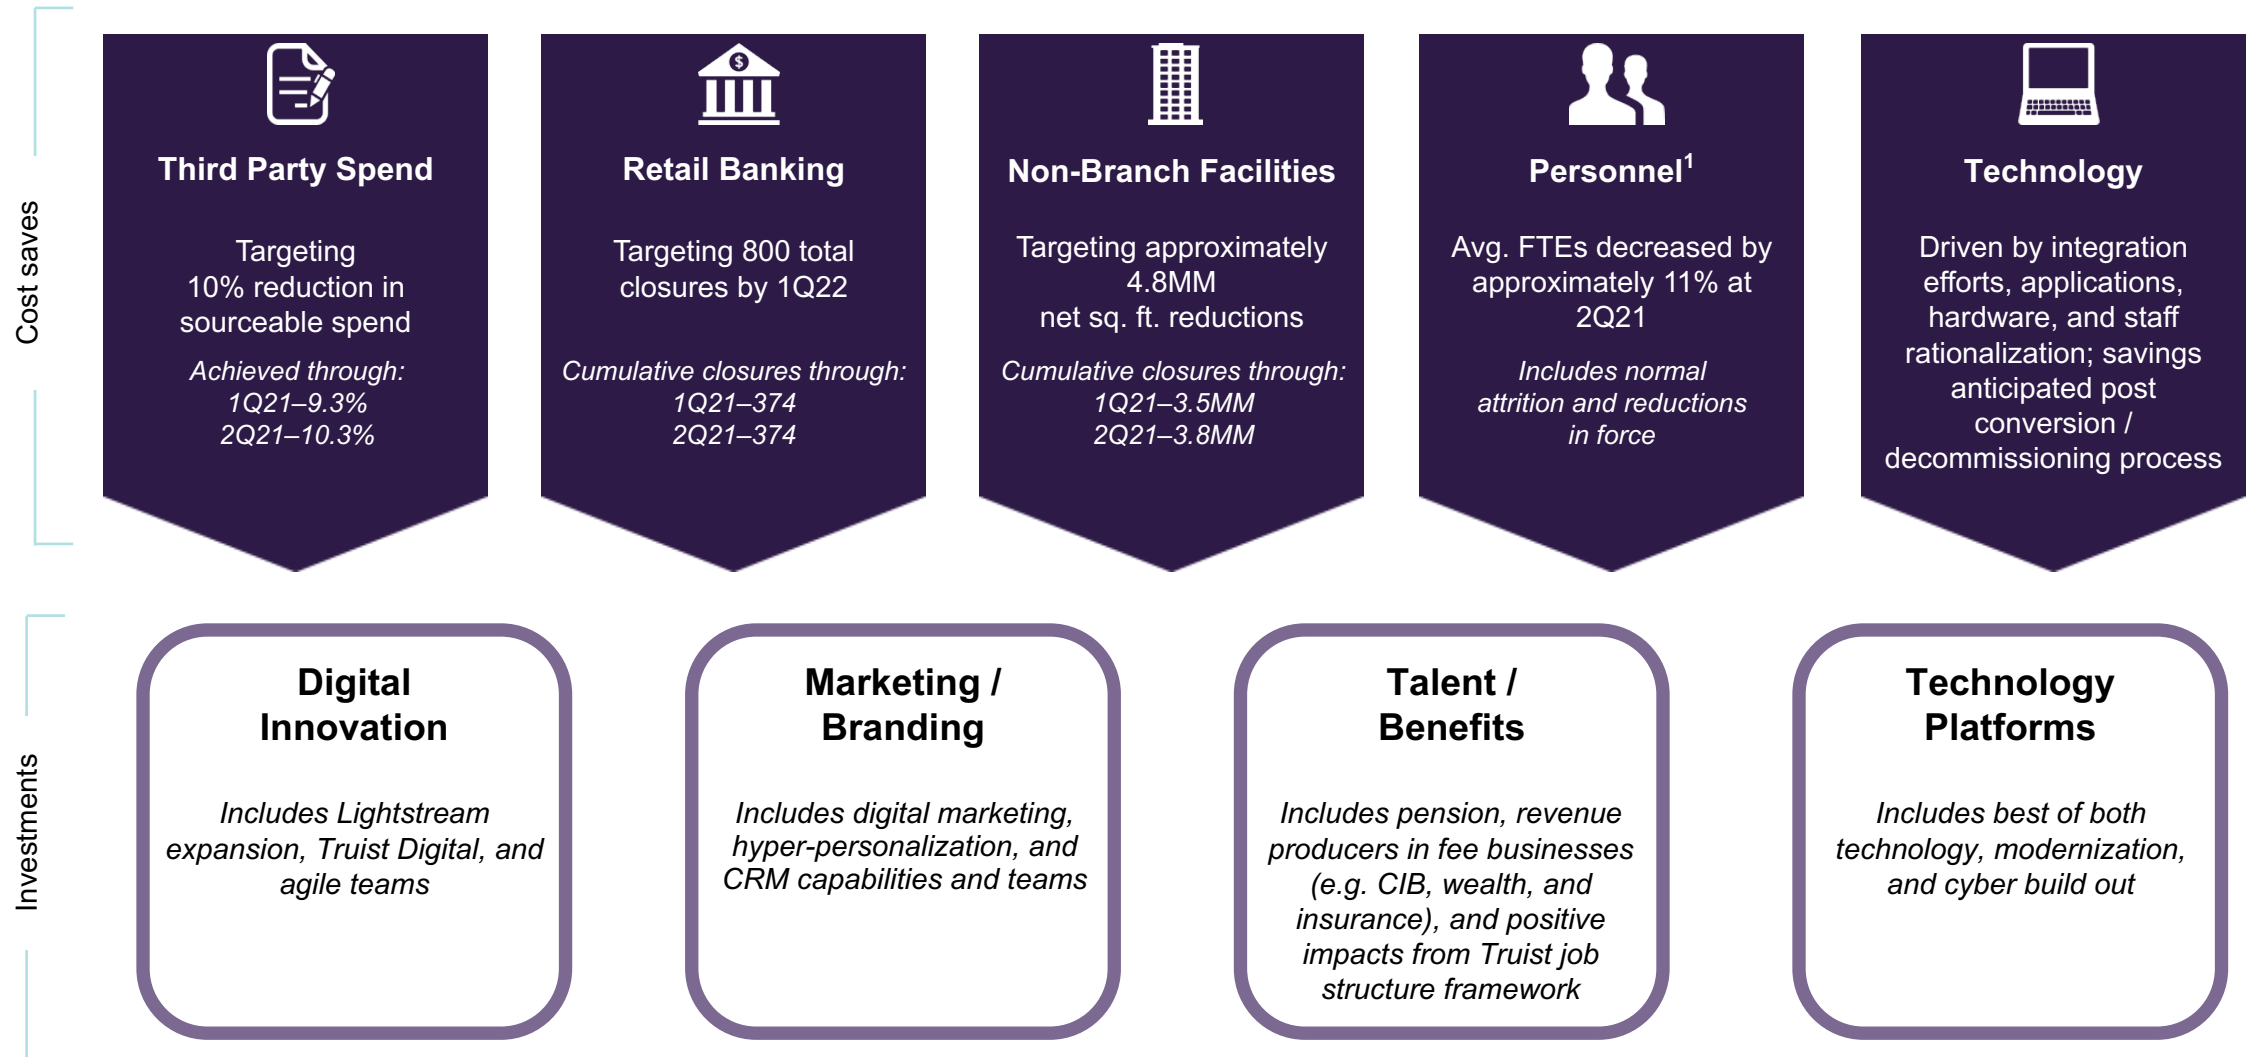 Cost saves
Third Party Spend
Targeting
10% reduction in
sourceable spend
Achieved through:
1Q21–9.3%
2Q21–10.3%
$
Retail Banking
Targeting 800 total
closures by 1Q22
Cumulative closures through:
1Q21–374
2Q21–374
Non-Branch Facilities
Targeting approximately
4.8MM
net sq. ft. reductions
Cumulative closures through:
1Q21–3.5MM
2Q21–3.8MM
Personnel¹
Avg. FTEs decreased by
approximately 11% at
2Q21
Includes normal
attrition and reductions
in force
Technology
Driven by integration
efforts, applications,
hardware, and staff
rationalization; savings
anticipated post
conversion /
decommissioning process
Investments
Digital
Innovation
Includes Lightstream
expansion, Truist Digital, and
agile teams
Marketing /
Branding
Includes digital marketing,
hyper-personalization, and
CRM capabilities and teams
Talent /
Benefits
Includes pension, revenue
producers in fee businesses
(e.g. CIB, wealth, and
insurance), and positive
impacts from Truist job
structure framework
Technology
Platforms
Includes best of both
technology, modernization,
and cyber build out